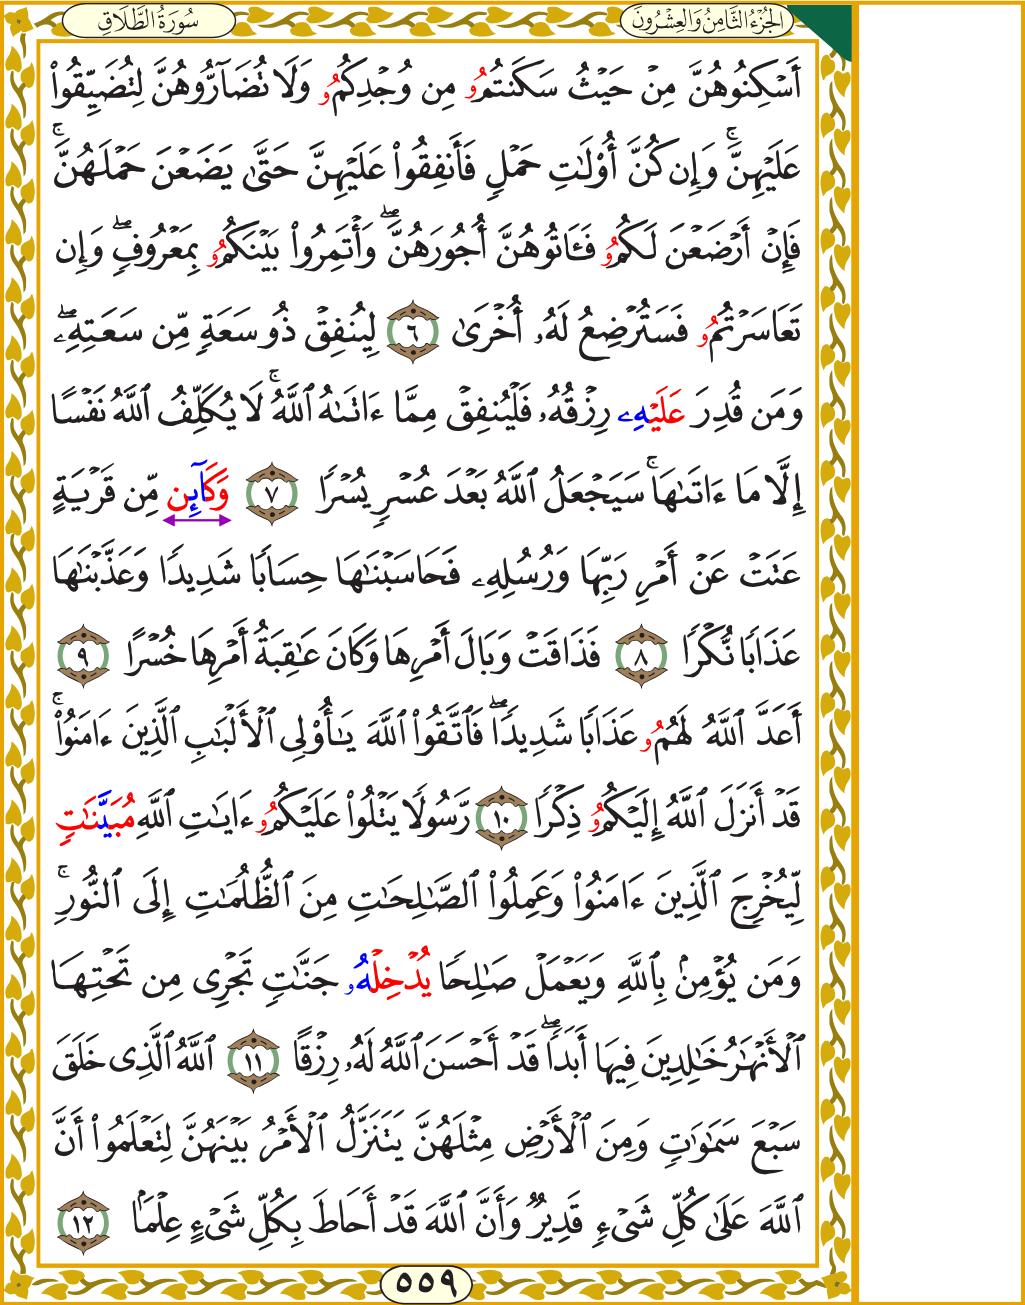 الجُزْءُ الثَّامِنُ وَالعِشْرُونَ
سُورَةُ الطَّلَاقِ
أَسْكِنُوهُنَّ مِنْ حَيْثُ سَكَنتُمُۥ مِن وُجْدِكُمُۥ وَلَا تُضَآرُّوهُنَّ لِتُضَيِّقُوا۟
عَلَيْهِنَّۚ وَإِن كُنَّ أُو۟لَٰتِ حَمْلٍ فَأَنفِقُوا۟ عَلَيْهِنَّ حَتَّىٰ يَضَعْنَ حَمْلَهُنَّۚ
فَإِنْ أَرْضَعْنَ لَكُمُۥ فَـَٔاتُوهُنَّ أُجُورَهُنَّۖ وَأْتَمِرُوا۟ بَيْنَكُمُۥ بِمَعْرُوفٍۖ وَإِن
تَعَاسَرْتُمُۥ فَسَتُرْضِعُ لَهُۥ أُخْرَىٰ ٦ لِيُنفِقْ ذُو سَعَةٍ مِّن سَعَتِهِۦۖ
وَمَن قُدِرَ عَلَيْهِۦ رِزْقُهُۥ فَلْيُنفِقْ مِمَّا ءَاتَىٰهُ ٱللَّهُۚ لَا يُكَلِّفُ ٱللَّهُ نَفْسًا
إِلَّا مَا ءَاتَىٰهَاۚ سَيَجْعَلُ ٱللَّهُ بَعْدَ عُسْرٍ يُسْرًا ٧ وَكَآئِن مِّن قَرْيَةٍ
عَتَتْ عَنْ أَمْرِ رَبِّهَا وَرُسُلِهِۦ فَحَاسَبْنَٰهَا حِسَابًا شَدِيدًا وَعَذَّبْنَٰهَا
عَذَابًا نُّكْرًا ٨ فَذَاقَتْ وَبَالَ أَمْرِهَا وَكَانَ عَٰقِبَةُ أَمْرِهَا خُسْرًا ٩
أَعَدَّ ٱللَّهُ لَهُمُۥ عَذَابًا شَدِيدًاۖ فَٱتَّقُوا۟ ٱللَّهَ يَٰٓأُو۟لِى ٱلْأَلْبَٰبِ ٱلَّذِينَ ءَامَنُوا۟ۚ
قَدْ أَنزَلَ ٱللَّهُ إِلَيْكُمُۥ ذِكْرًا ١٠ رَّسُولًا يَتْلُوا۟ عَلَيْكُمُۥ ءَايَٰتِ ٱللَّهِ مُبَيَّنَٰتٍ
لِّيُخْرِجَ ٱلَّذِينَ ءَامَنُوا۟ وَعَمِلُوا۟ ٱلصَّٰلِحَٰتِ مِنَ ٱلظُّلُمَٰتِ إِلَى ٱلنُّورِۚ
وَمَن يُؤْمِنۢ بِٱللَّهِ وَيَعْمَلْ صَٰلِحًا يُدْخِلْهُۥ جَنَّٰتٍ تَجْرِى مِن تَحْتِهَا
ٱلْأَنْهَٰرُ خَٰلِدِينَ فِيهَآ أَبَدًاۖ قَدْ أَحْسَنَ ٱللَّهُ لَهُۥ رِزْقًا ١١ ٱللَّهُ ٱلَّذِى خَلَقَ
سَبْعَ سَمَٰوَٰتٍ وَمِنَ ٱلْأَرْضِ مِثْلَهُنَّ يَتَنَزَّلُ ٱلْأَمْرُ بَيْنَهُنَّ لِتَعْلَمُوٓا۟ أَنَّ
ٱللَّهَ عَلَىٰ كُلِّ شَىْءٍ قَدِيرٌ وَأَنَّ ٱللَّهَ قَدْ أَحَاطَ بِكُلِّ شَىْءٍ عِلْمًۢا ١٢
٥٥٩